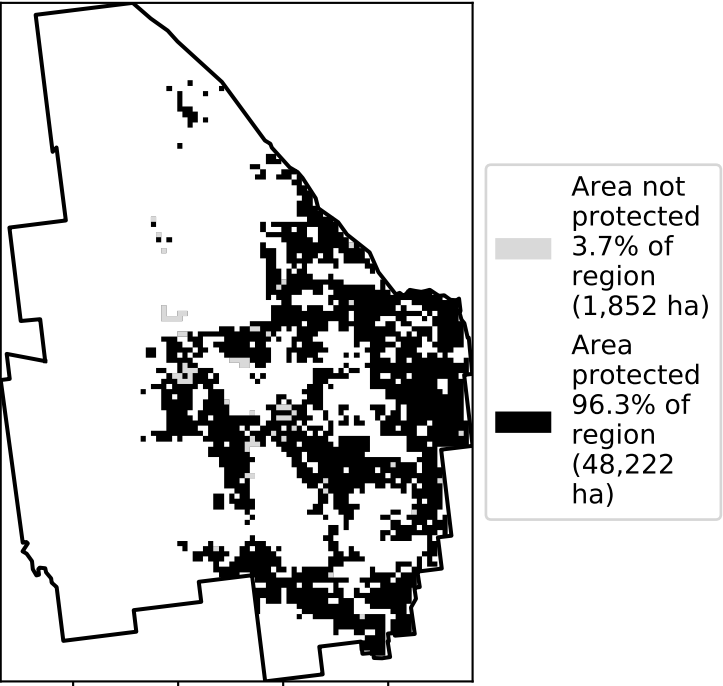 Area not
protected
3.7% of
region
(1,852 ha)
Area
protected
96.3% of
region
(48,222
ha)